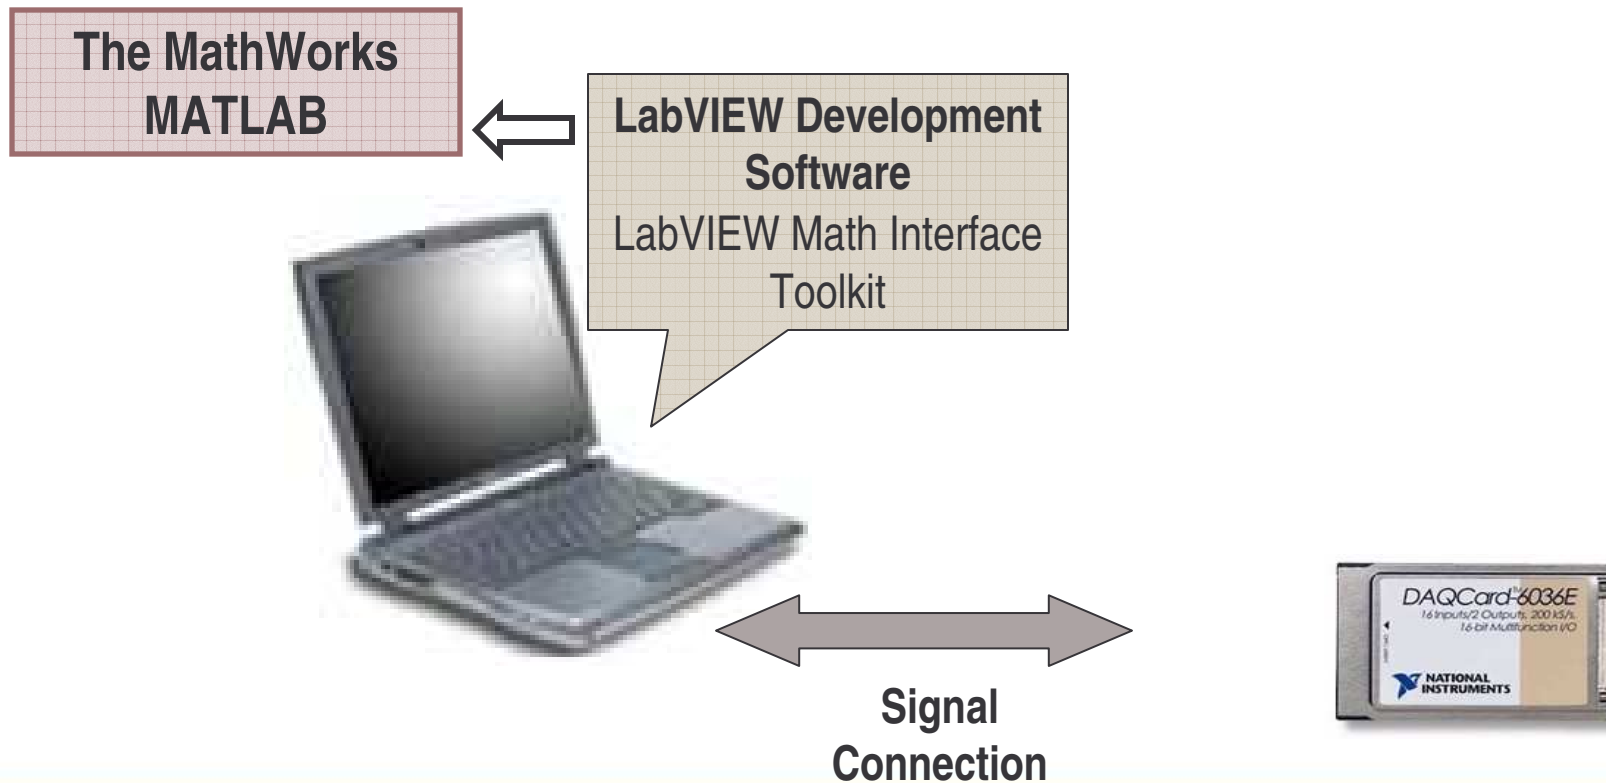 The MathWorks
MATLAB
LabVIEW Development
Software
LabVIEW Math Interface
Toolkit
Signal
Connection
DAQCard-6036E
16 Inputs/2 Outputs, 200 kS/s,
16-bit Multifunction I/O
NATIONAL
INSTRUMENTS